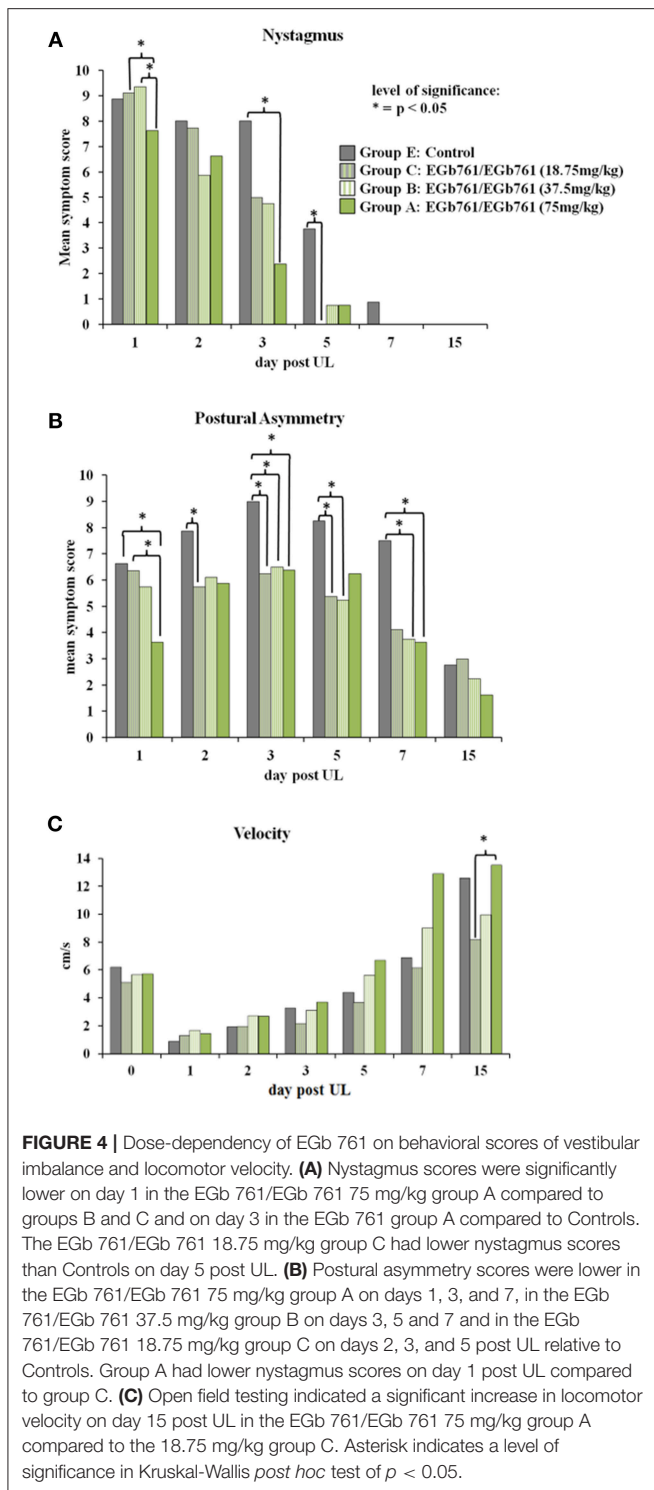 A
Nystagmus
level of significance:
* = p < 0.05
Group E: Control
Group C: EGb761/EGb761 (18.75mg/kg)
Group B: EGb761/EGb761 (37.5mg/kg)
Group A: EGb761/EGb761 (75mg/kg)
Mean symptom score
10
9
8
7
6
5
4
3
2
1
0
* * * *
1 2 3 5 7 15
day post UL
B
Postural Asymmetry
mean symptom score
10
9
8
7
6
5
4
3
2
1
0
* * * * * * * * * *
1 2 3 5 7 15
day post UL
C
Velocity
cm/s
14
12
10
8
6
4
2
0
*
0 1 2 3 5 7 15
day post UL
FIGURE 4 | Dose-dependency of EGb 761 on behavioral scores of vestibular
imbalance and locomotor velocity. (A) Nystagmus scores were significantly
lower on day 1 in the EGb 761/EGb 761 75 mg/kg group A compared to
groups B and C and on day 3 in the EGb 761 group A compared to Controls.
The EGb 761/EGb 761 18.75 mg/kg group C had lower nystagmus scores
than Controls on day 5 post UL. (B) Postural asymmetry scores were lower in
the EGb 761/EGb 761 75 mg/kg group A on days 1, 3, and 7, in the EGb
761/EGb 761 37.5 mg/kg group B on days 3, 5 and 7 and in the EGb
761/EGb 761 18.75 mg/kg group C on days 2, 3, and 5 post UL relative to
Controls. Group A had lower nystagmus scores on day 1 post UL compared
to group C. (C) Open field testing indicated a significant increase in locomotor
velocity on day 15 post UL in the EGb 761/EGb 761 75 mg/kg group A
compared to the 18.75 mg/kg group C. Asterisk indicates a level of
significance in Kruskal-Wallis post hoc test of p < 0.05.